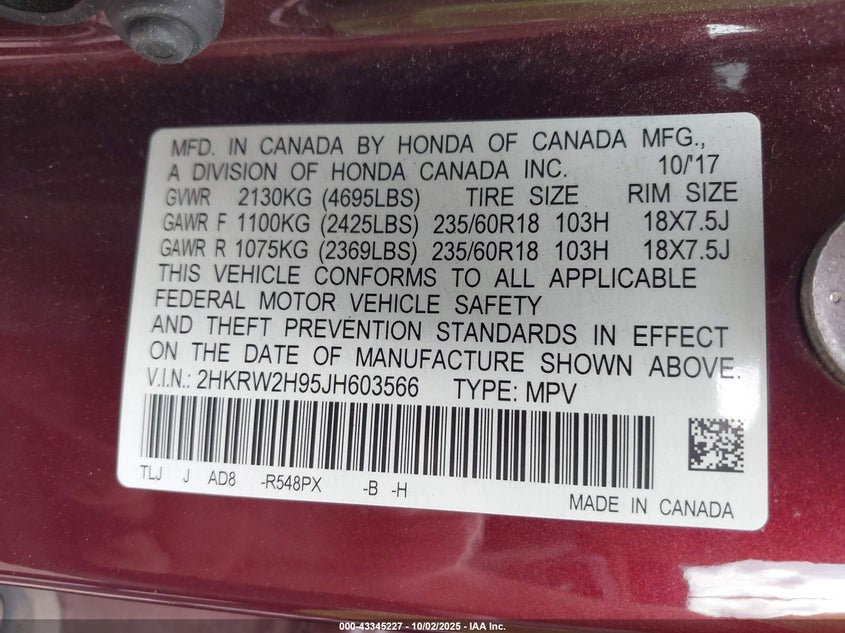 MFD. IN CANADA BY HONDA OF CANADA MFG.,
A DIVISION OF HONDA CANADA INC. 10/'17
GVWR 2130KG (4695LBS) TIRE SIZE RIM SIZE
GAWR F 1100KG (2425LBS) 235/60R18 103H 18X7.5J
GAWR R 1075KG (2369LBS) 235/60R18 103H 18X7.5J
THIS VEHICLE CONFORMS TO ALL APPLICABLE
FEDERAL MOTOR VEHICLE SAFETY
AND THEFT PREVENTION STANDARDS IN EFFECT
ON THE DATE OF MANUFACTURE SHOWN ABOVE.
V.I.N.: 2HKRW2H95JH603566 TYPE: MPV
TLJ J AD8 -R548PX -B -H
MADE IN CANADA
000-43345227 - 10/02/2025 - IAA Inc.